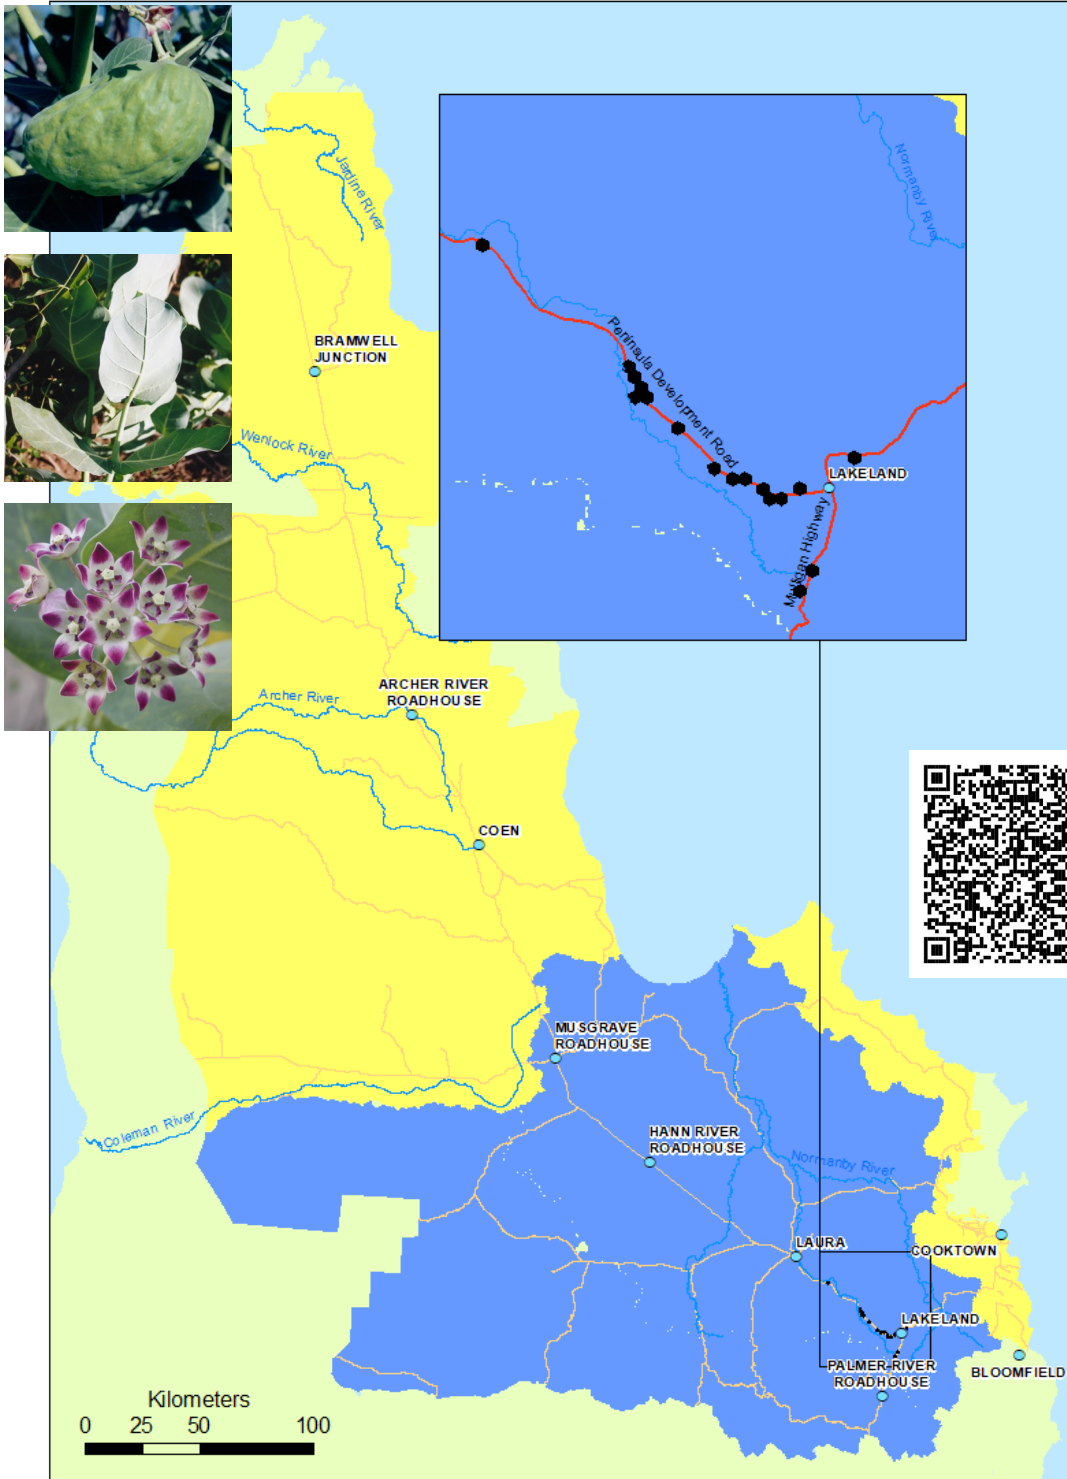 Jardine River
Normanby River
BRAMWELL
JUNCTION
Peninsula Development Road
Wenlock River
LAKELAND
Mulligan Highway
ARCHER RIVER
ROADHOUSE
Archer River
COEN
MUSGRAVE
ROADHOUSE
Coleman River
HANN RIVER
ROADHOUSE
Normanby River
LAURA
COOKTOWN
LAKELAND
PALMER RIVER
ROADHOUSE
BLOOMFIELD
Kilometers
0 25 50 100